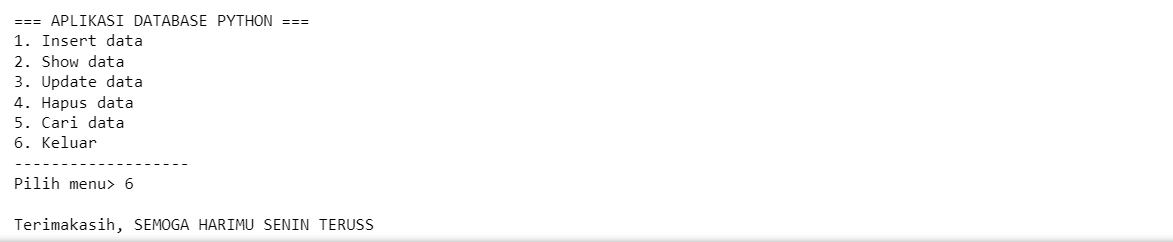 === APLIKASI DATABASE PYTHON ===
1. Insert data
2. Show data
3. Update data
4. Hapus data
5. Cari data
6. Keluar
-------------------
Pilih menu> 6
Terimakasih, SEMOGA HARIMU SENIN TERUSS